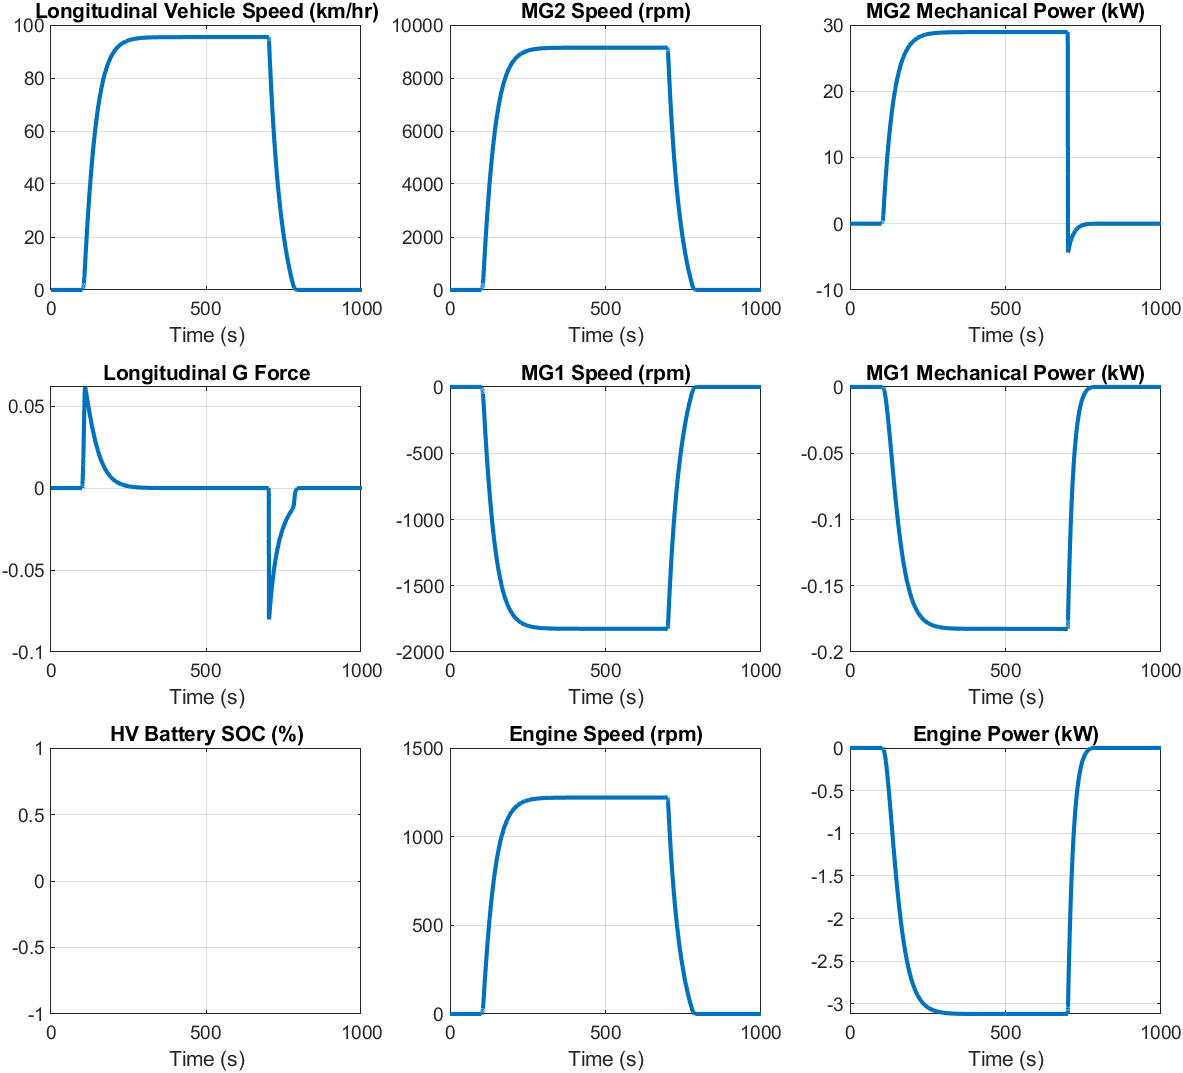 Longitudinal Vehicle Speed (km/hr)
100
80
60
40
20
0
0 500 1000
Time (s)
MG2 Speed (rpm)
10000
8000
6000
4000
2000
0
0 500 1000
Time (s)
MG2 Mechanical Power (kW)
30
20
10
0
-10
0 500 1000
Time (s)
Longitudinal G Force
0.05
0
-0.05
-0.1
0 500 1000
Time (s)
MG1 Speed (rpm)
0
-500
-1000
-1500
-2000
0 500 1000
Time (s)
MG1 Mechanical Power (kW)
0
-0.05
-0.1
-0.15
-0.2
0 500 1000
Time (s)
HV Battery SOC (%)
1
0.5
0
-0.5
-1
0 500 1000
Time (s)
Engine Speed (rpm)
1500
1000
500
0
0 500 1000
Time (s)
Engine Power (kW)
0
-0.5
-1
-1.5
-2
-2.5
-3
0 500 1000
Time (s)